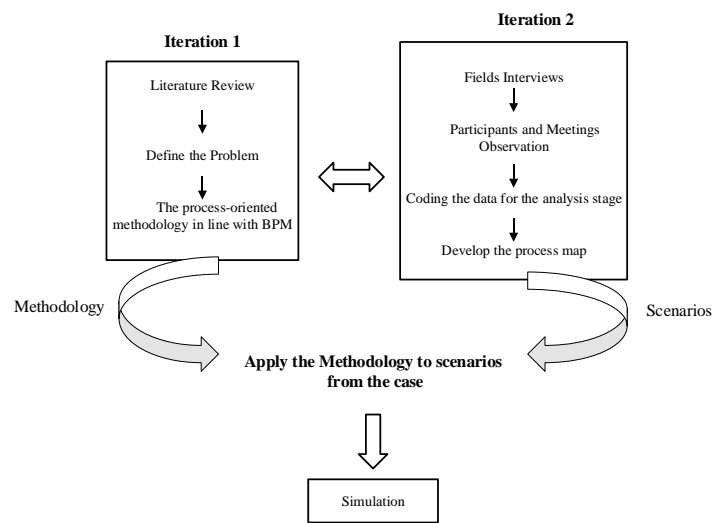 Iteration 1
Literature Review
Define the Problem
The process-oriented
methodology in line with BPM
Iteration 2
Fields Interviews
Participants and Meetings
Observation
Coding the data for the analysis stage
Develop the process map
Methodology
Scenarios
Apply the Methodology to scenarios
from the case
Simulation